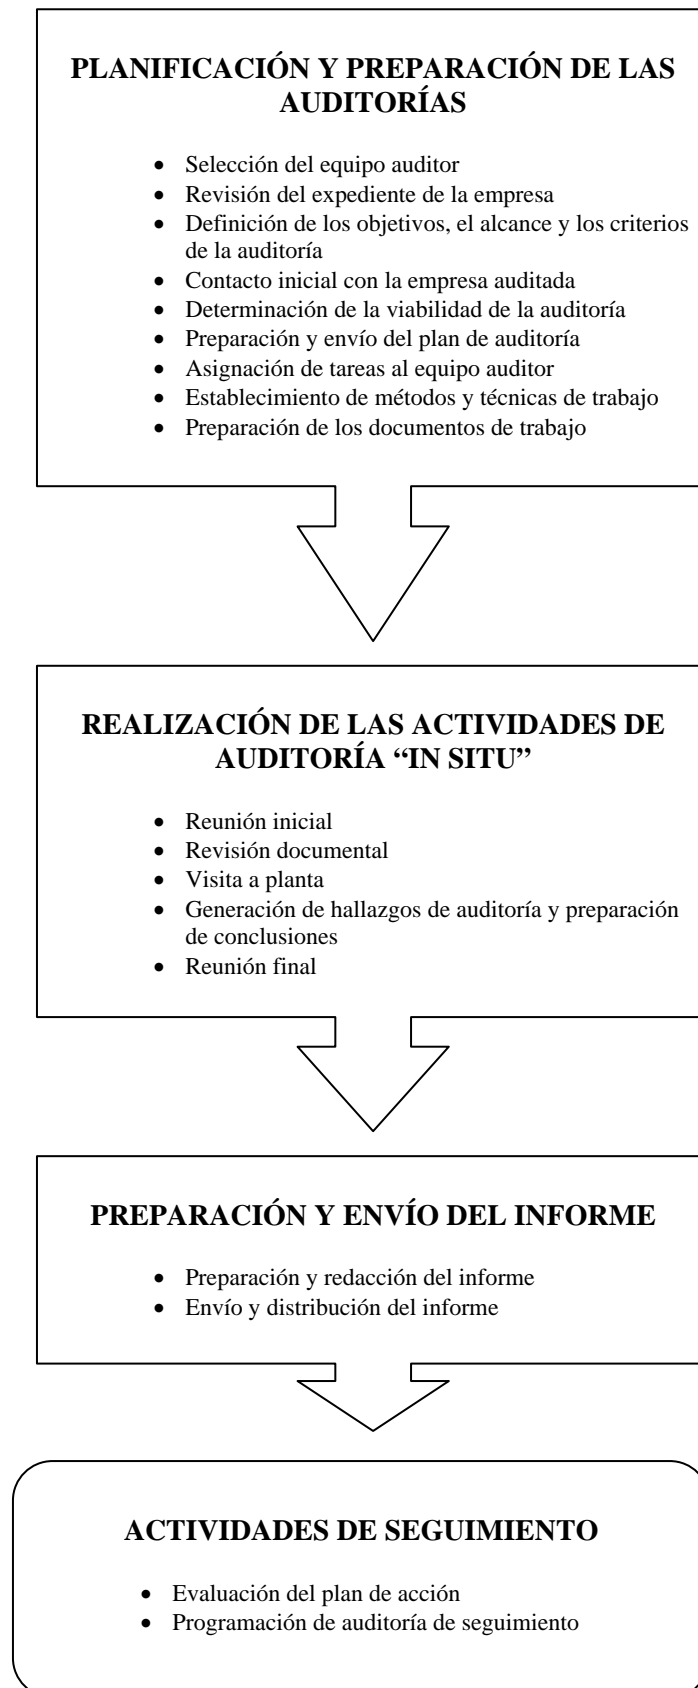 PLANIFICACIÓN Y PREPARACIÓN DE LAS
AUDITORÍAS
• Selección del equipo auditor
• Revisión del expediente de la empresa
• Definición de los objetivos, el alcance y los criterios
de la auditoría
• Contacto inicial con la empresa auditada
• Determinación de la viabilidad de la auditoría
• Preparación y envío del plan de auditoría
• Asignación de tareas al equipo auditor
• Establecimiento de métodos y técnicas de trabajo
• Preparación de los documentos de trabajo
REALIZACIÓN DE LAS ACTIVIDADES DE
AUDITORÍA “IN SITU”
• Reunión inicial
• Revisión documental
• Visita a planta
• Generación de hallazgos de auditoría y preparación
de conclusiones
• Reunión final
PREPARACIÓN Y ENVÍO DEL INFORME
• Preparación y redacción del informe
• Envío y distribución del informe
ACTIVIDADES DE SEGUIMIENTO
• Evaluación del plan de acción
• Programación de auditoría de seguimiento